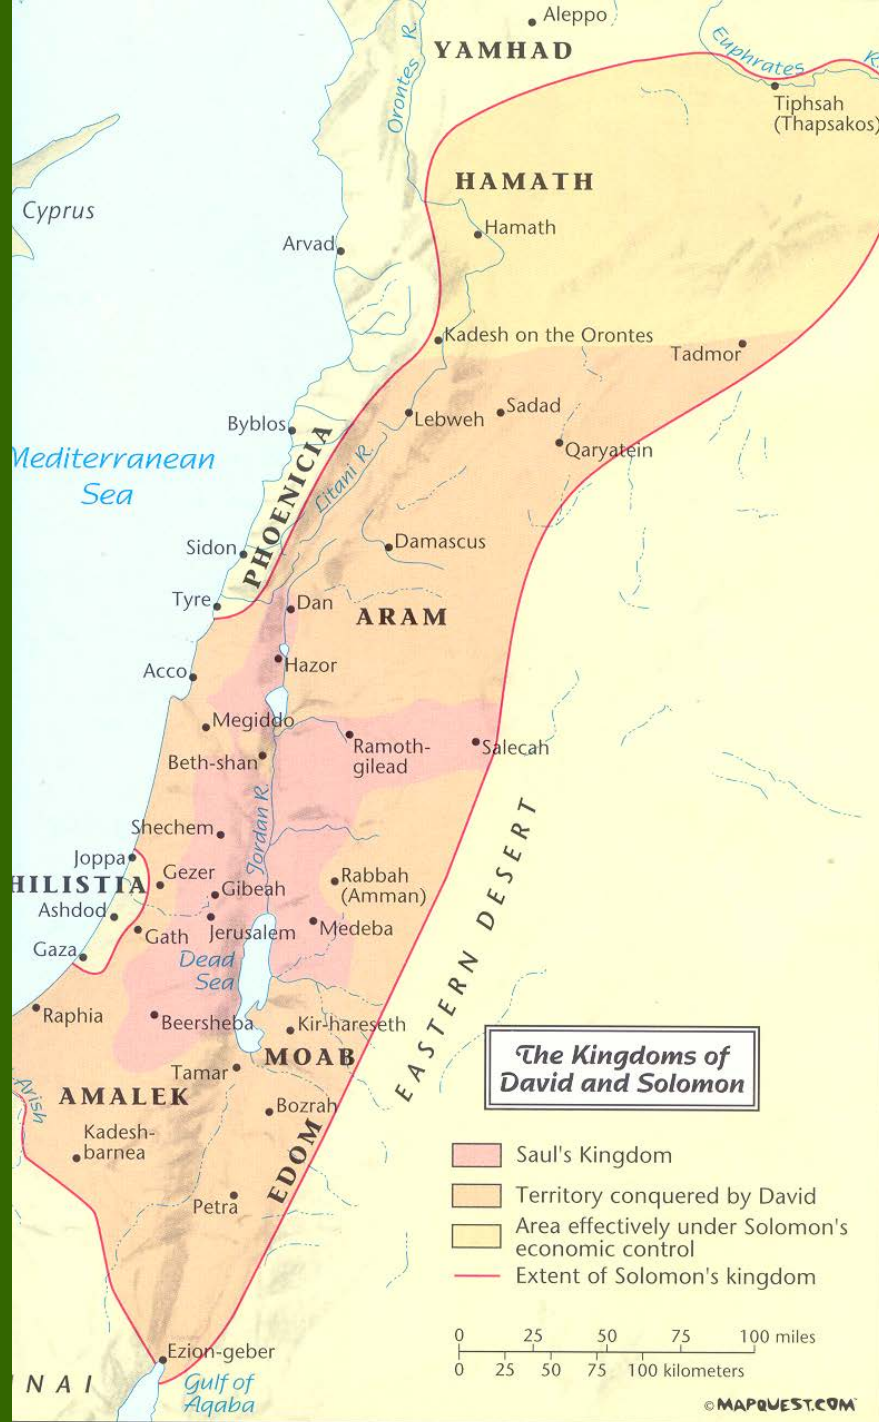 Aleppo
YAMHAD
Euphrates R.
Orontes R.
Tiphsah
(Thapsakos)
HAMATH
Cyprus
Hamath
Arvad
Kadesh on the Orontes
Tadmor
Lebweh
Sadad
Byblos
Qaryatein
Mediterranean
Sea
PHOENICIA
Litani R.
Sidon
Damascus
Tyre
Dan
ARAM
Hazor
Acco
Megiddo
Ramoth-
gilead
Salecah
Beth-shan
Jordan R.
Shechem
Joppa
Gezer
Rabbah
(Amman)
HILISTIA
Gibeah
Ashdod
Gath
Jerusalem
Medeba
Gaza
Dead
Sea
EASTERN DESERT
Raphia
Beersheba
Kir-hareseth
MOAB
Tamar
AMALEK
Arish
Bozrah
Kadesh-
barnea
EDOM
Petra
The Kingdoms of
David and Solomon
Saul's Kingdom
Territory conquered by David
Area effectively under Solomon's
economic control
Extent of Solomon's kingdom
0 25 50 75 100 miles
0 25 50 75 100 kilometers
Ezion-geber
Gulf of
Aqaba
INAI
©MAPQUEST.COM™